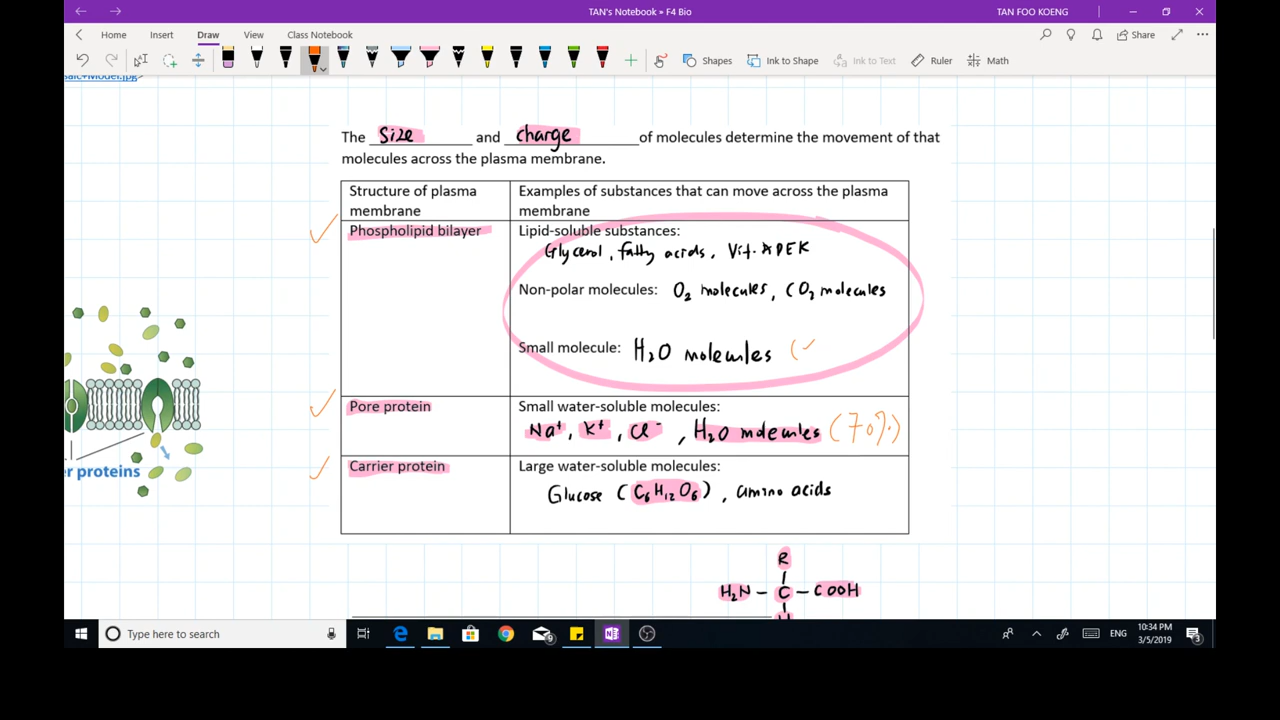 TAN's Notebook » F4 Bio
TAN FOO KOENG
Home Insert Draw View Class Notebook
Share
Shapes Ink to Shape Ink to Text Ruler Math
The Size and charge of molecules determine the movement of that
molecules across the plasma membrane.
Structure of plasma
membrane
Examples of substances that can move across the plasma
membrane
Phospholipid bilayer
Lipid-soluble substances:
Glycerol, fatty acids, Vit. ADEK
Non-polar molecules: O2 molecules, CO2 molecules
Small molecule: H2O molecules (
Pore protein
Small water-soluble molecules:
Na+, K+, Cl-, H2O molecules (70%)
Carrier protein
Large water-soluble molecules:
Glucose (C6H12O6), amino acids
er proteins
R
H2N - C - COOH
H
Type here to search
ENG
10:34 PM
3/5/2019